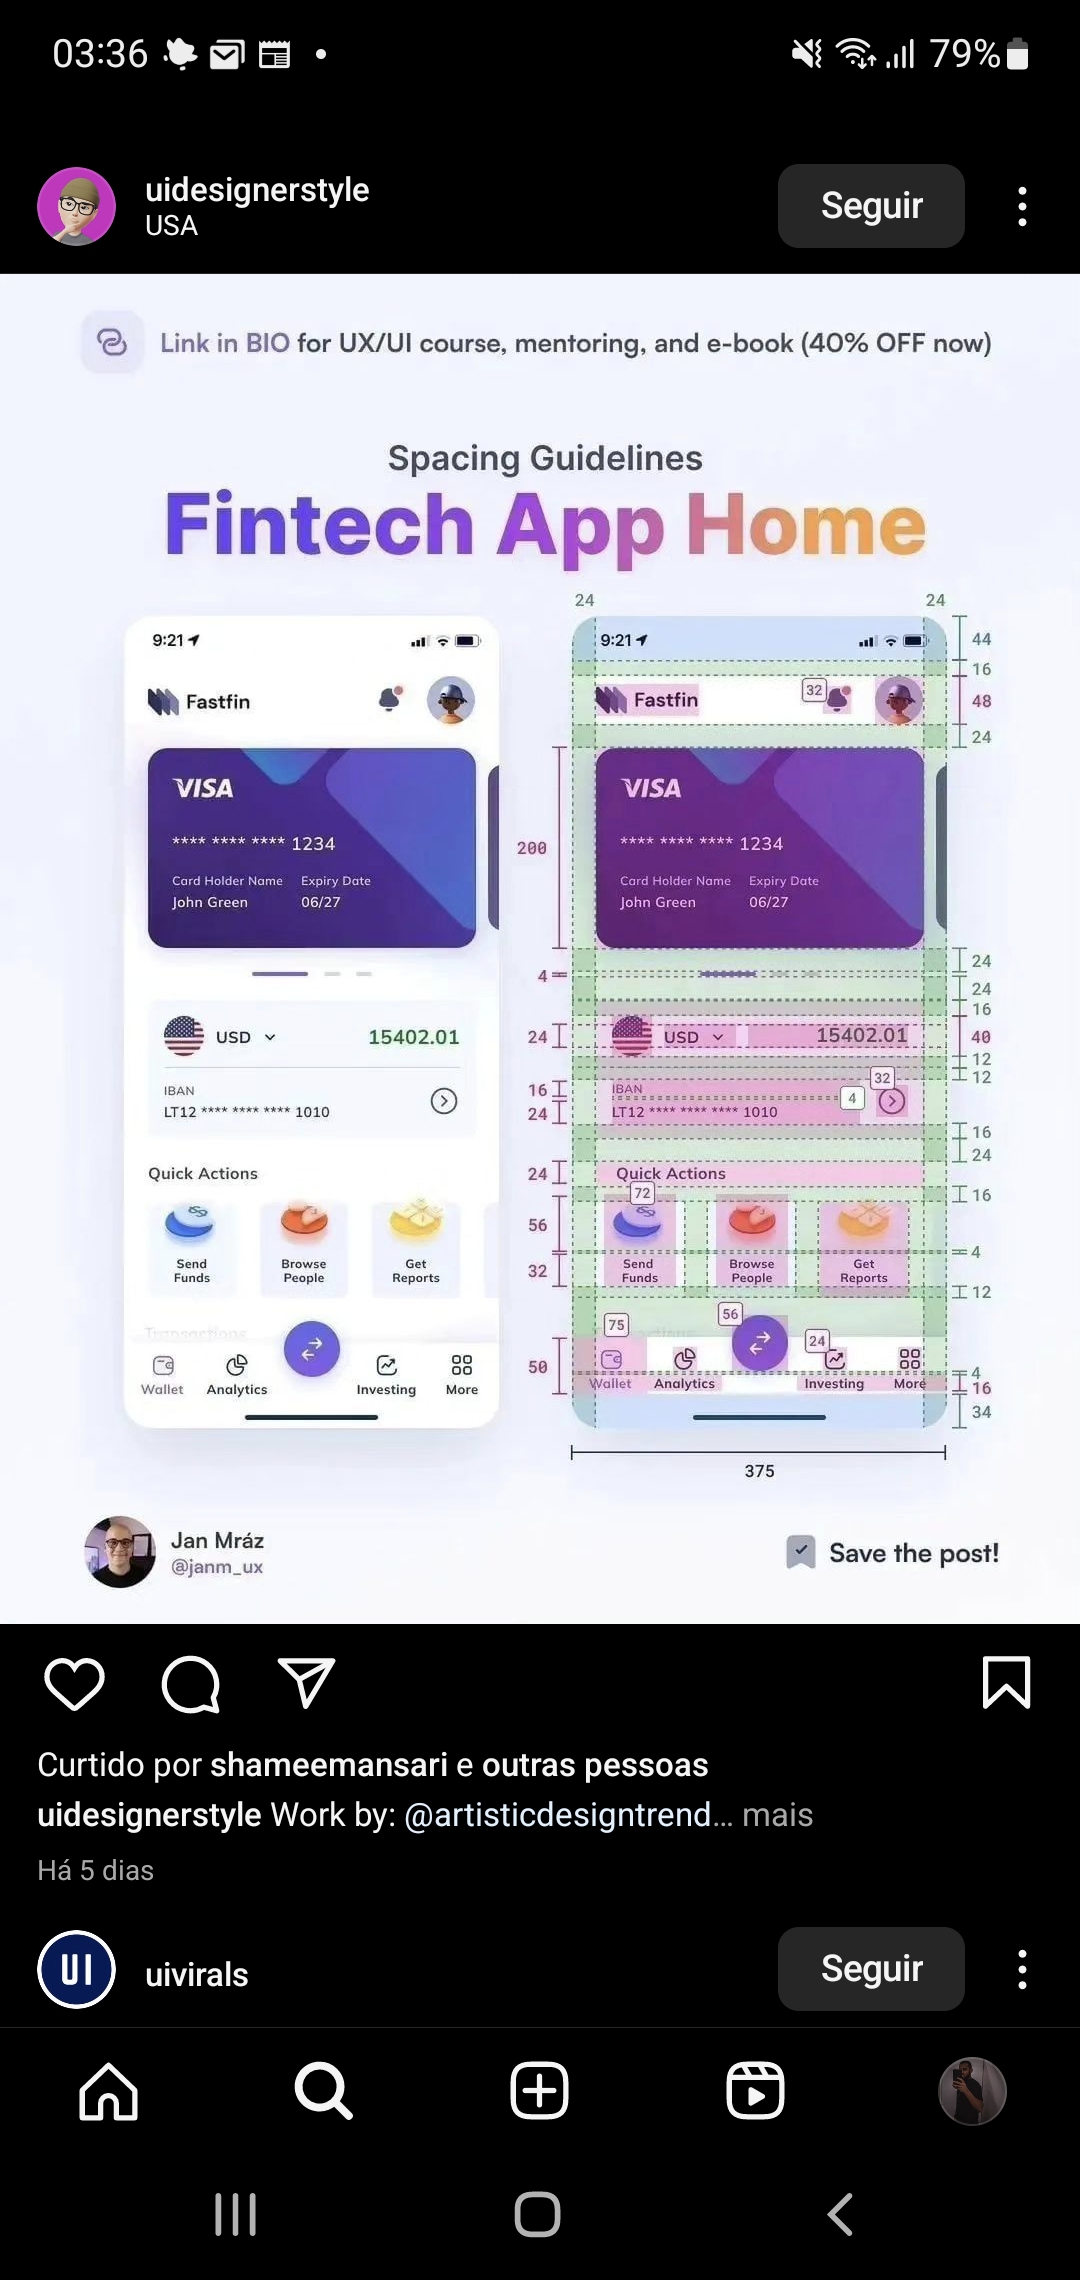 03:36
79%
uidesignerstyle
USA
Seguir
Link in BIO for UX/UI course, mentoring, and e-book (40% OFF now)
Spacing Guidelines
Fintech App Home
24 24
9:21
Fastfin
VISA
**** **** **** 1234
Card Holder Name Expiry Date
John Green 06/27
USD 15402.01
IBAN
LT12 **** **** **** 1010
Quick Actions
Send Funds
Browse People
Get Reports
Transactions
Wallet Analytics Investing More
200
4
24
16
24
24
56
32
50
9:21
Fastfin
32
VISA
**** **** **** 1234
Card Holder Name Expiry Date
John Green 06/27
USD 15402.01
32
IBAN
4
LT12 **** **** **** 1010
Quick Actions
72
Send Funds
Browse People
Get Reports
75
56
24
Wallet Analytics Investing More
44
16
48
24
24
24
16
40
12
12
16
24
16
4
12
4
16
34
375
Jan Mráz
@janm_ux
Save the post!
Curtido por shameemansari e outras pessoas
uidesignerstyle Work by: @artisticdesigntrend... mais
Há 5 dias
UI
uivirals
Seguir